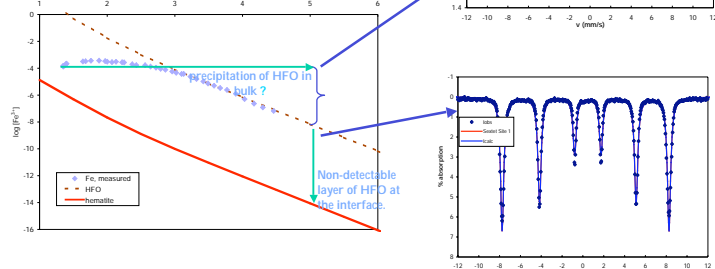 1 2 3 4 5 6
0
-2
-4
-6
-8
-10
-12
-14
-16
log [Fe³⁺]
precipitation of HFO in
bulk ?
Non-detectable
layer of HFO at
the interface.
Fe, measured
HFO
hematite
1.4
-12 -10 -8 -6 -4 -2 0 2 4 6 8 10 12
v (mm/s)
-1
0
1
2
3
4
5
6
7
8
% absorption
Iobs
Sextet Site 1
Icalc
-12 -10 -8 -6 -4 -2 0 2 4 6 8 10 12